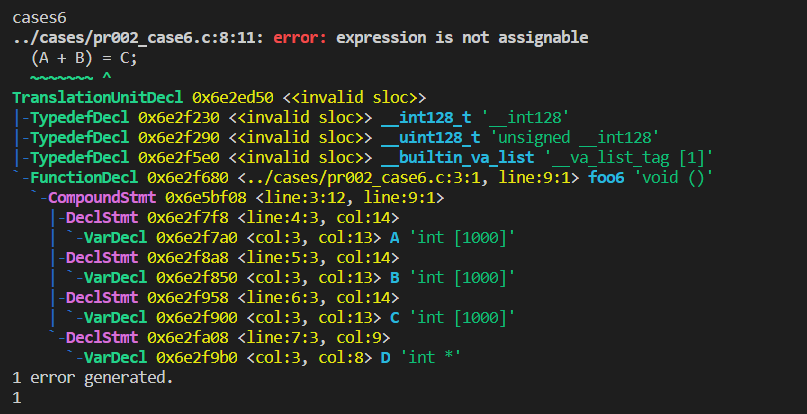 cases6
../cases/pr002_case6.c:8:11: error: expression is not assignable
  (A + B) = C;
  ~~~~~~~ ^
TranslationUnitDecl 0x6e2ed50 <<invalid sloc>>
|-TypedefDecl 0x6e2f230 <<invalid sloc>> __int128_t '__int128'
|-TypedefDecl 0x6e2f290 <<invalid sloc>> __uint128_t 'unsigned __int128'
|-TypedefDecl 0x6e2f5e0 <<invalid sloc>> __builtin_va_list '__va_list_tag [1]'
`-FunctionDecl 0x6e2f680 <../cases/pr002_case6.c:3:1, line:9:1> foo6 'void ()'
  `-CompoundStmt 0x6e5bf08 <line:3:12, line:9:1>
    |-DeclStmt 0x6e2f7f8 <line:4:3, col:14>
    | `-VarDecl 0x6e2f7a0 <col:3, col:13> A 'int [1000]'
    |-DeclStmt 0x6e2f8a8 <line:5:3, col:14>
    | `-VarDecl 0x6e2f850 <col:3, col:13> B 'int [1000]'
    |-DeclStmt 0x6e2f958 <line:6:3, col:14>
    | `-VarDecl 0x6e2f900 <col:3, col:13> C 'int [1000]'
    `-DeclStmt 0x6e2fa08 <line:7:3, col:9>
      `-VarDecl 0x6e2f9b0 <col:3, col:8> D 'int *'
1 error generated.
1